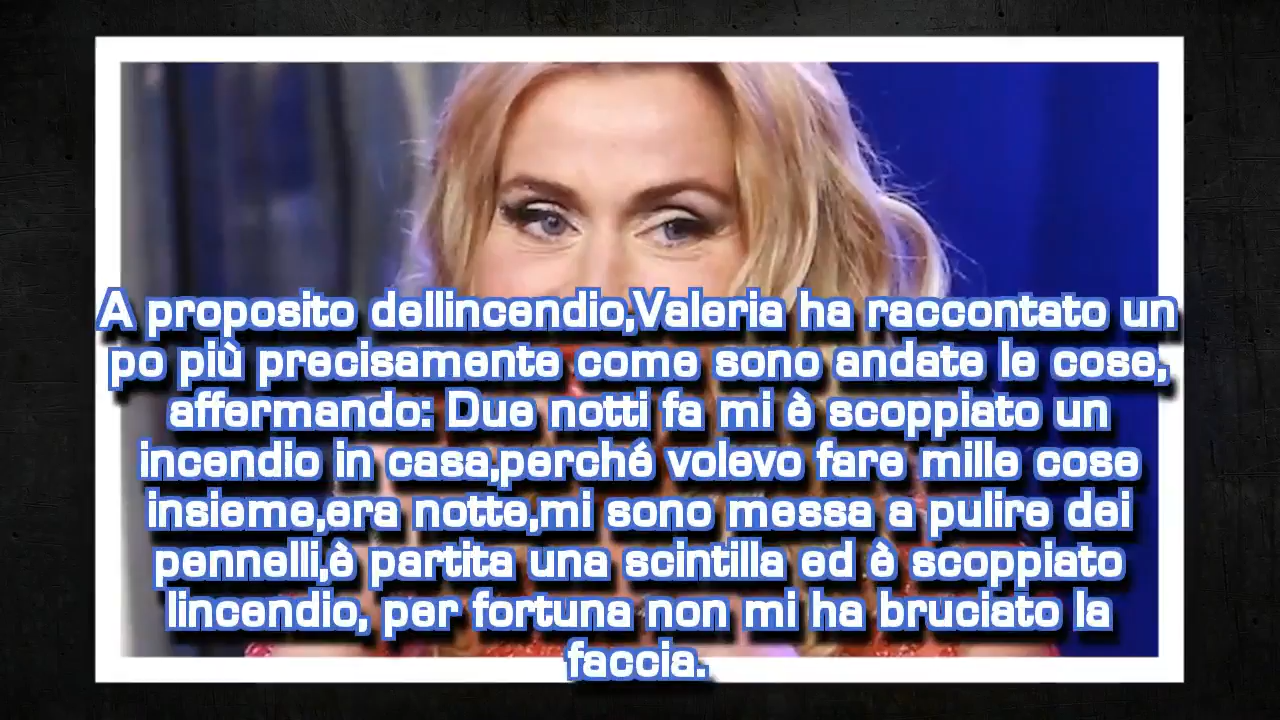 A proposito dellincendio,Valeria ha raccontato un
po più precisamente come sono andate le cose,
affermando: Due notti fa mi è scoppiato un
incendio in casa,perché volevo fare mille cose
insieme,era notte,mi sono messa a pulire dei
pennelli,è partita una scintilla ed è scoppiato
lincendio, per fortuna non mi ha bruciato la
faccia.